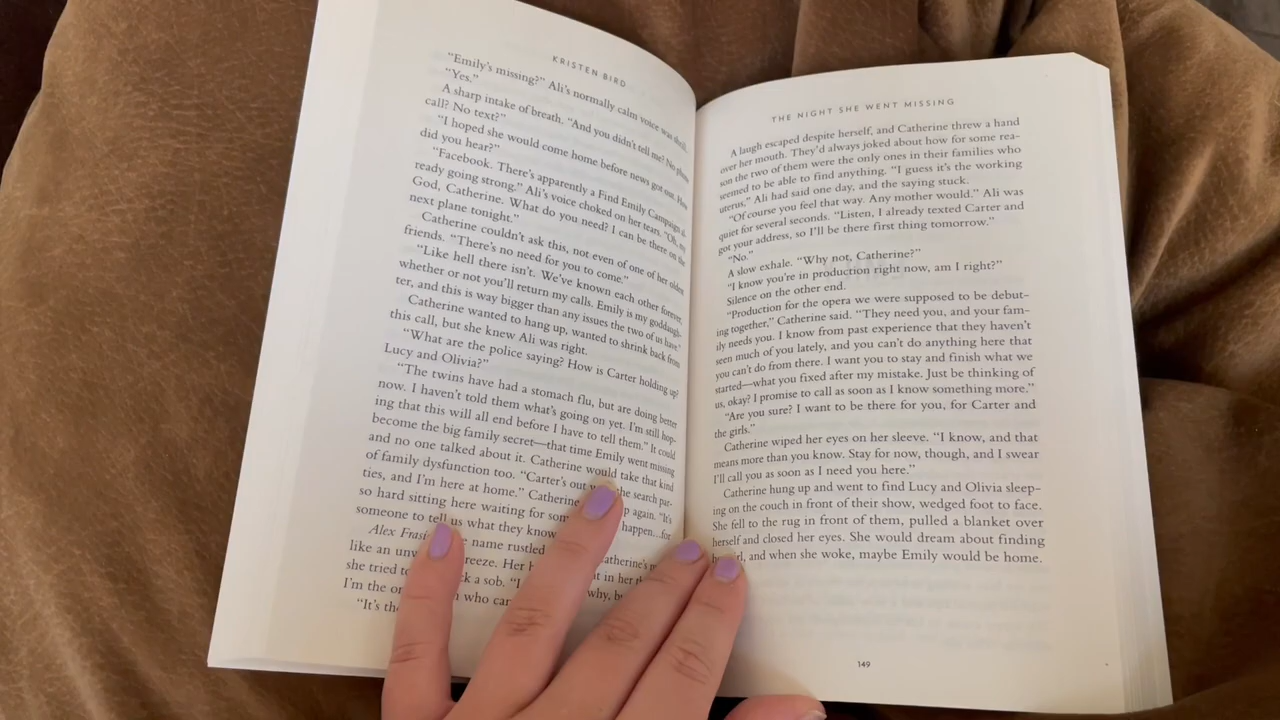 KRISTEN BIRD
“Emily’s missing?” Ali’s normally calm voice was shrill.
“Yes.”
A sharp intake of breath. “And you didn’t tell me? No phone
call? No text?”
“I hoped she would come home before news got out. How
did you hear?”
“Facebook. There’s apparently a Find Emily Campaign al-
ready going strong.” Ali’s voice choked on her tears. “Oh, my
God, Catherine. What do you need? I can be there on the
next plane tonight.”
Catherine couldn’t ask this, not even of one of her oldest
friends. “There’s no need for you to come.”
“Like hell there isn’t. We’ve known each other forever,
whether or not you’ll return my calls. Emily is my goddaugh-
ter, and this is way bigger than any issues the two of us have.”
Catherine wanted to hang up, wanted to shrink back from
this call, but she knew Ali was right.
“What are the police saying? How is Carter holding up?
Lucy and Olivia?”
“The twins have had a stomach flu, but are doing better
now. I haven’t told them what’s going on yet. I’m still hop-
ing that this will all end before I have to tell them.” It could
become the big family secret—that time Emily went missing
and no one talked about it. Catherine would take that kind
of family dysfunction too. “Carter’s out the search par-
ties, and I’m here at home.” Catherine up again. “It’s
so hard sitting here waiting for happen...for
someone to tell us what they know
Alex name rustled
like an reeze. Her in her
she tried to a sob. “I why,
I’m the who
“It’s
THE NIGHT SHE WENT MISSING
A laugh escaped despite herself, and Catherine threw a hand
over her mouth. They’d always joked about how for some rea-
son the two of them were the only ones in their families who
seemed to be able to find anything. “I guess it’s the working
uterus,” Ali had said one day, and the saying stuck.
“Of course you feel that way. Any mother would.” Ali was
quiet for several seconds. “Listen, I already texted Carter and
got your address, so I’ll be there first thing tomorrow.”
“No.”
A slow exhale. “Why not, Catherine?”
“I know you’re in production right now, am I right?”
Silence on the other end.
“Production for the opera we were supposed to be debut-
ing together,” Catherine said. “They need you, and your fam-
ily needs you. I know from past experience that they haven’t
seen much of you lately, and you can’t do anything here that
you can’t do from there. I want you to stay and finish what we
started—what you fixed after my mistake. Just be thinking of
us, okay? I promise to call as soon as I know something more.”
“Are you sure? I want to be there for you, for Carter and
the girls.”
Catherine wiped her eyes on her sleeve. “I know, and that
means more than you know. Stay for now, though, and I swear
I’ll call you as soon as I need you here.”
Catherine hung up and went to find Lucy and Olivia sleep-
ing on the couch in front of their show, wedged foot to face.
She fell to the rug in front of them, pulled a blanket over
herself and closed her eyes. She would dream about finding
and when she woke, maybe Emily would be home.
149